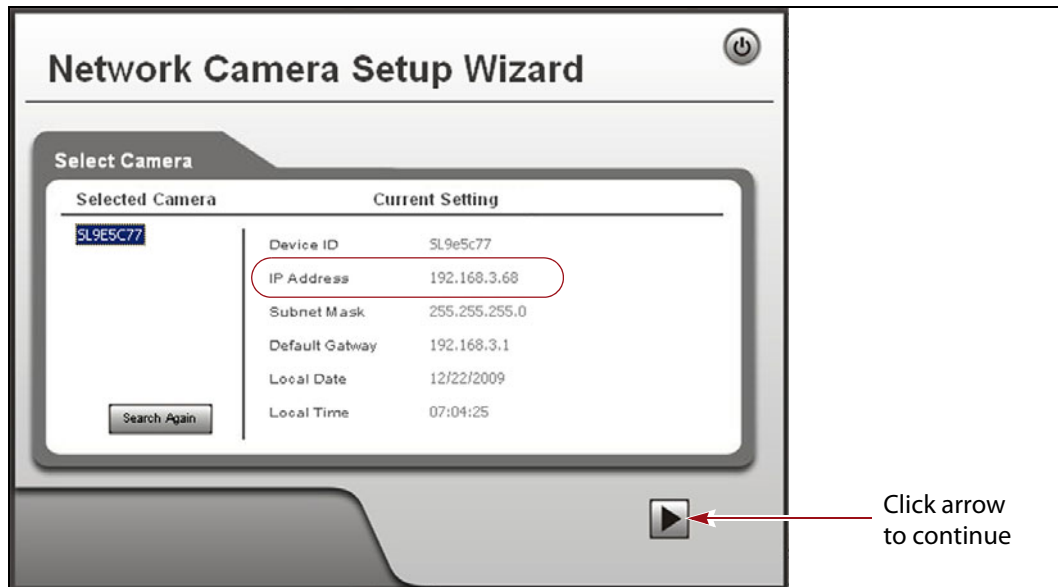 Network Camera Setup Wizard
Select Camera
Selected Camera
Current Setting
SL9E5C77
Device ID SL9e5c77
IP Address 192.168.3.68
Subnet Mask 255.255.255.0
Default Gatway 192.168.3.1
Local Date 12/22/2009
Local Time 07:04:25
Search Again
Click arrow
to continue